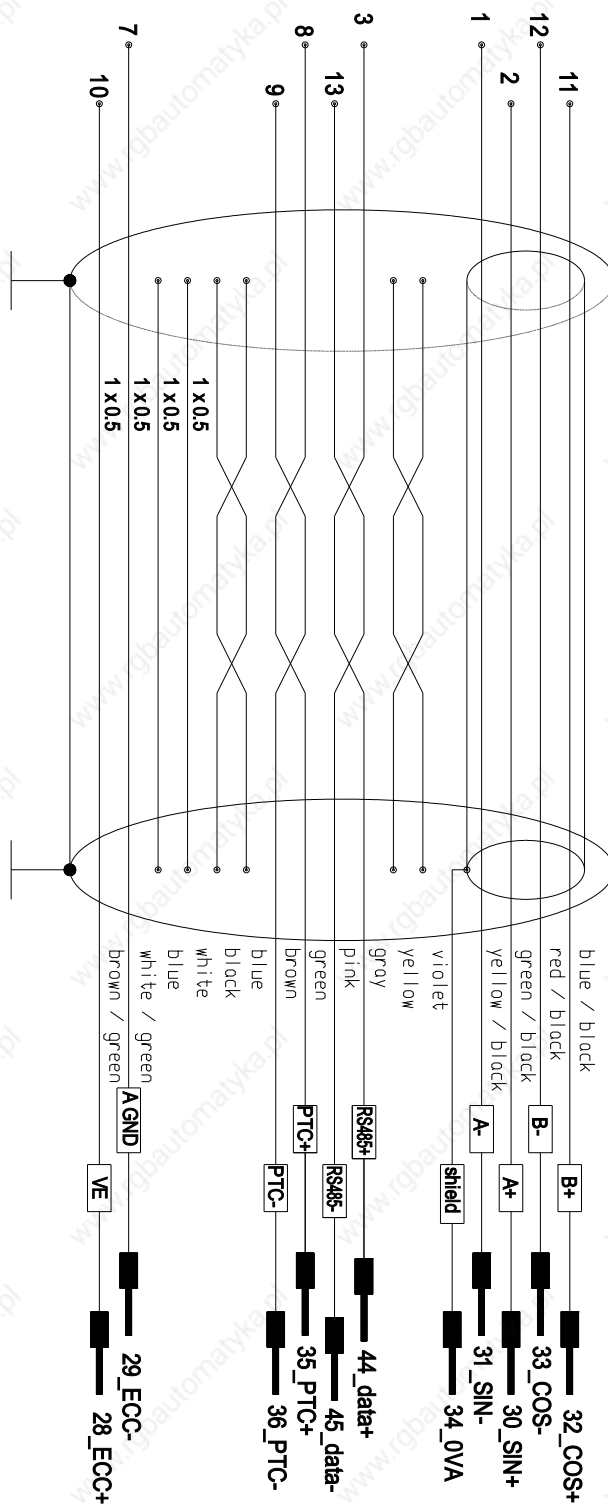 11 blue / black B+ 32_COS+
12 red / black B- 33_COS-
2 green / black A+ 30_SIN+
1 yellow / black A- 31_SIN-
shield 34_0VA
violet
yellow
3 gray RS485+ 44_data+
13 pink RS485- 45_data-
8 green PTC+ 35_PTC+
9 brown PTC- 36_PTC-
blue
black
1 x 0.5 white
1 x 0.5 blue
7 1 x 0.5 white / green A GND 29_ECC-
10 1 x 0.5 brown / green VE 28_ECC+
www.rgbautomatyka.pl